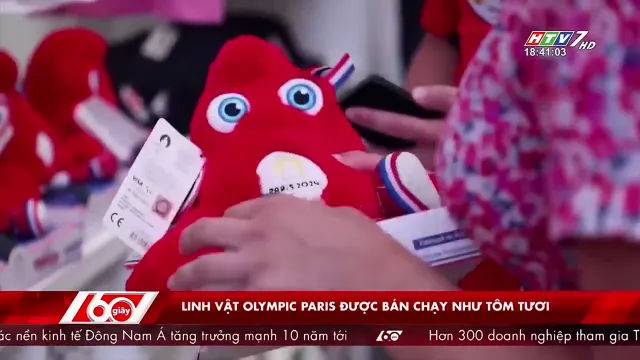 HTV7 HD
18:41:03
PARIS 2024
CE
60 giây
LINH VẬT OLYMPIC PARIS ĐƯỢC BÁN CHẠY NHƯ TÔM TƯƠI
ác nền kinh tế Đông Nam Á tăng trưởng mạnh 10 năm tới 60 Hơn 300 doanh nghiệp tham gia T